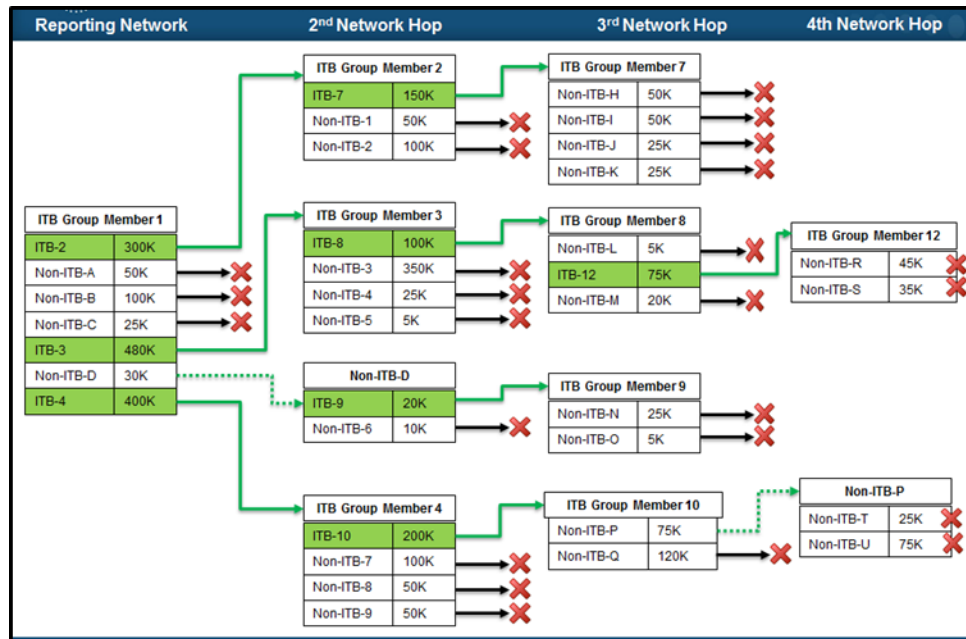 Reporting Network 2nd Network Hop 3rd Network Hop 4th Network Hop
ITB Group Member 1
ITB-2 300K
Non-ITB-A 50K
Non-ITB-B 100K
Non-ITB-C 25K
ITB-3 480K
Non-ITB-D 30K
ITB-4 400K
ITB Group Member 2
ITB-7 150K
Non-ITB-1 50K
Non-ITB-2 100K
ITB Group Member 3
ITB-8 100K
Non-ITB-3 350K
Non-ITB-4 25K
Non-ITB-5 5K
Non-ITB-D
ITB-9 20K
Non-ITB-6 10K
ITB Group Member 4
ITB-10 200K
Non-ITB-7 100K
Non-ITB-8 50K
Non-ITB-9 50K
ITB Group Member 7
Non-ITB-H 50K
Non-ITB-I 50K
Non-ITB-J 25K
Non-ITB-K 25K
ITB Group Member 8
Non-ITB-L 5K
ITB-12 75K
Non-ITB-M 20K
ITB Group Member 9
Non-ITB-N 25K
Non-ITB-O 5K
ITB Group Member 10
Non-ITB-P 75K
Non-ITB-Q 120K
ITB Group Member 12
Non-ITB-R 45K
Non-ITB-S 35K
Non-ITB-P
Non-ITB-T 25K
Non-ITB-U 75K